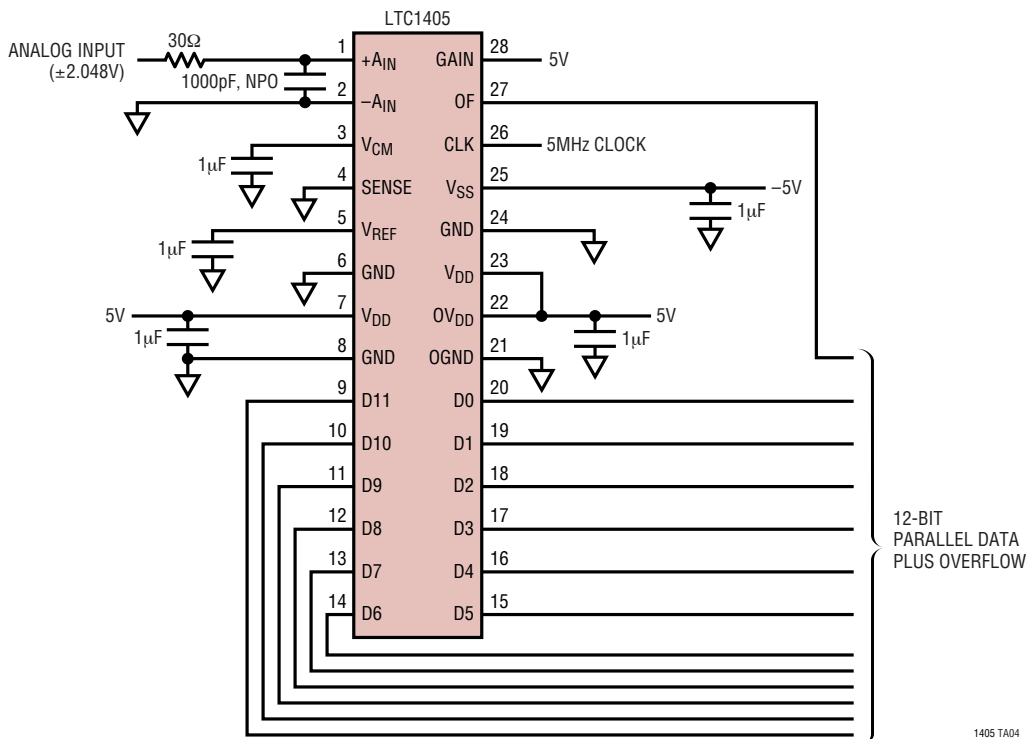 LTC1405
ANALOG INPUT
(±2.048V)
30Ω
1000pF, NPO
1 +AIN GAIN 28 5V
2 –AIN OF 27
3 VCM CLK 26 5MHz CLOCK
1µF
4 SENSE VSS 25 –5V
1µF
5 VREF GND 24
1µF
6 GND VDD 23
5V 7 VDD OVDD 22 5V
1µF 1µF
8 GND OGND 21
9 D11 D0 20
10 D10 D1 19
11 D9 D2 18
12 D8 D3 17
13 D7 D4 16
14 D6 D5 15
12-BIT
PARALLEL DATA
PLUS OVERFLOW
1405 TA04